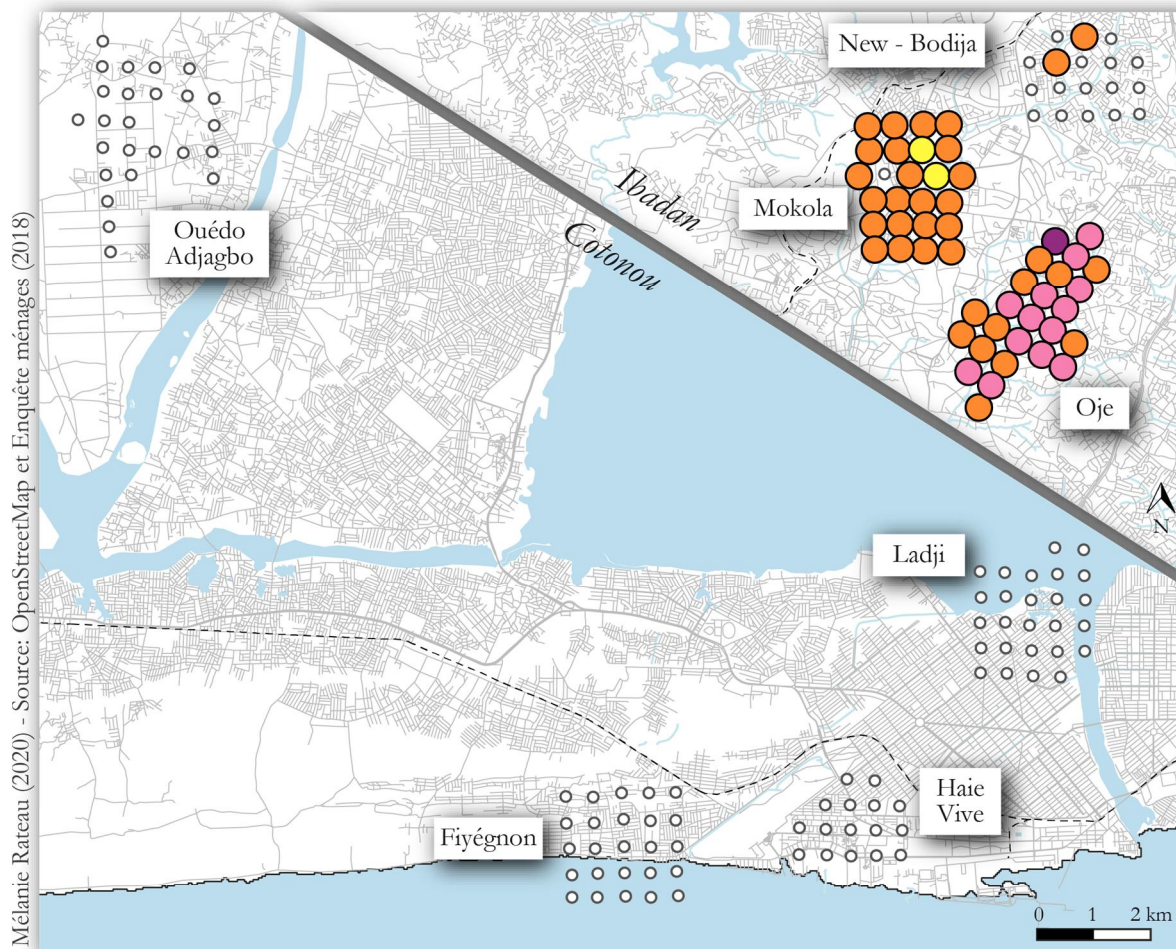 New - Bodija
Mokola
Ibadan
Cotonou
Ouédo
Adjagbo
Oje
N
Ladji
Haie
Vive
Fiyégnon
0 1 2 km
Mélanie Rateau (2020) - Source: OpenStreetMap et Enquête ménages (2018)